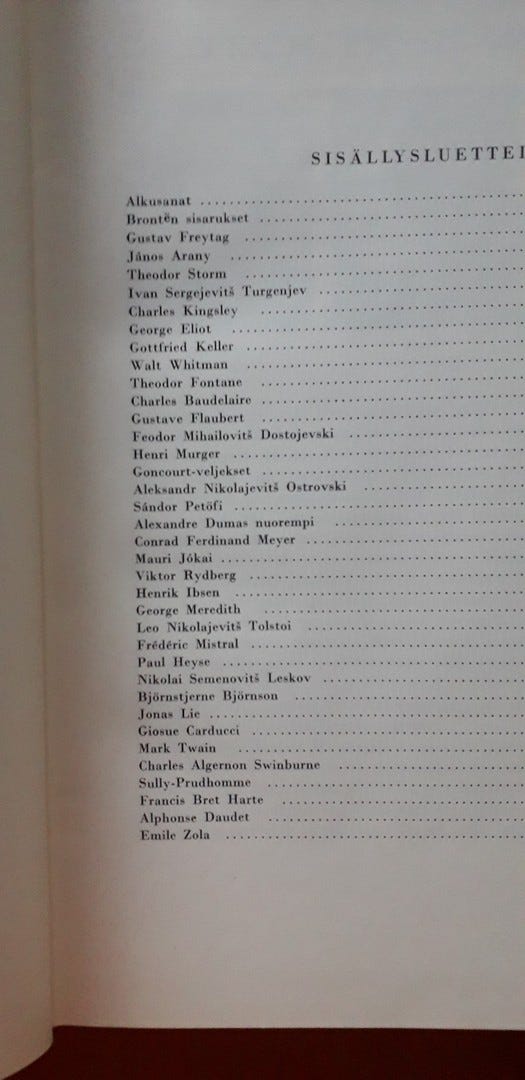 SISÄLLYSLUETTEI
Alkusanat
Brontën sisarukset
Gustav Freytag
János Arany
Theodor Storm
Ivan Sergejevitš Turgenjev
Charles Kingsley
George Eliot
Gottfried Keller
Walt Whitman
Theodor Fontane
Charles Baudelaire
Gustave Flaubert
Feodor Mihailovitš Dostojevski
Henri Murger
Goncourt-veljekset
Aleksandr Nikolajevitš Ostrovski
Sándor Petöfi
Alexandre Dumas nuorempi
Conrad Ferdinand Meyer
Mauri Jókai
Viktor Rydberg
Henrik Ibsen
George Meredith
Leo Nikolajevitš Tolstoi
Frédéric Mistral
Paul Heyse
Nikolai Semenovitš Leskov
Björnstjerne Björnson
Jonas Lie
Giosue Carducci
Mark Twain
Charles Algernon Swinburne
Sully-Prudhomme
Francis Bret Harte
Alphonse Daudet
Emile Zola